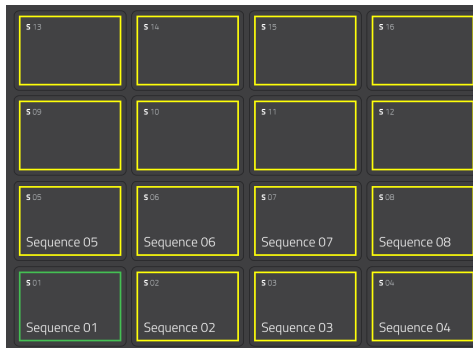 S 13
S 14
S 15
S 16
S 09
S 10
S 11
S 12
S 05
Sequence 05
S 06
Sequence 06
S 07
Sequence 07
S 08
Sequence 08
S 01
Sequence 01
S 02
Sequence 02
S 03
Sequence 03
S 04
Sequence 04